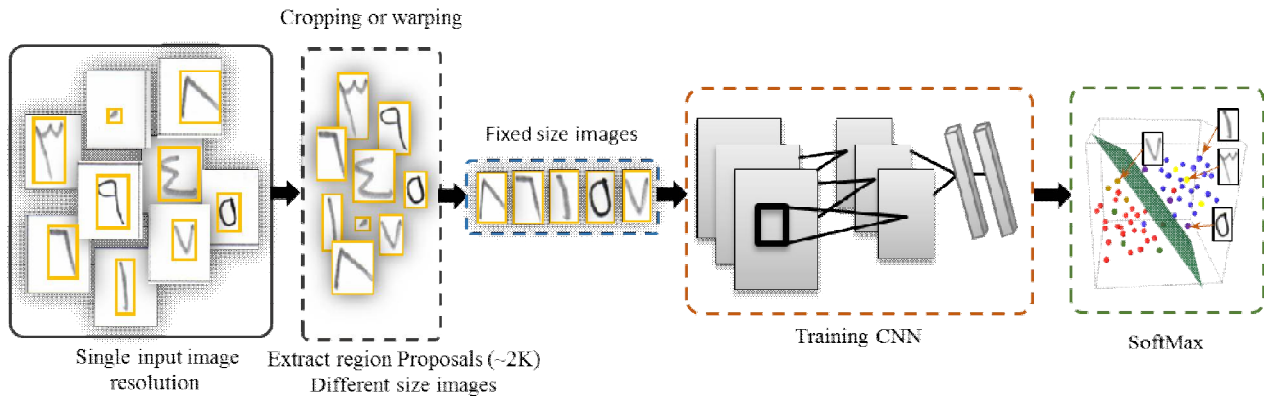 Cropping or warping
Fixed size images
Single input image
resolution
Extract region Proposals (~2K)
Different size images
Training CNN
SoftMax